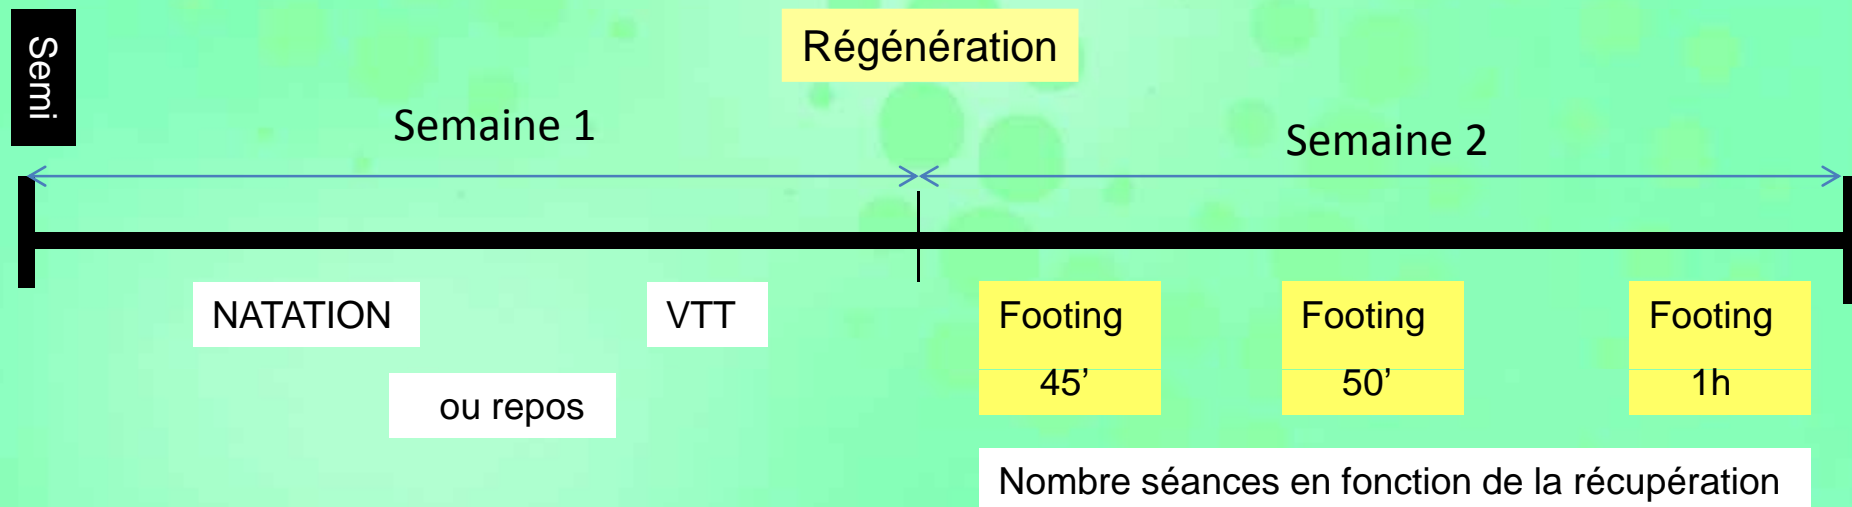 Semi
Régénération
Semaine 1
Semaine 2
NATATION
VTT
ou repos
Footing
45’
Footing
50’
Footing
1h
Nombre séances en fonction de la récupération